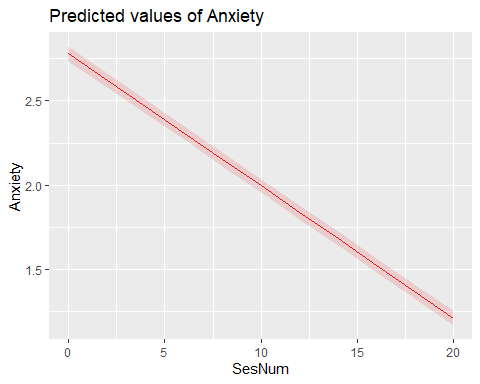 Predicted values of Anxiety
Anxiety
2.5
2.0
1.5
0 5 10 15 20
SesNum